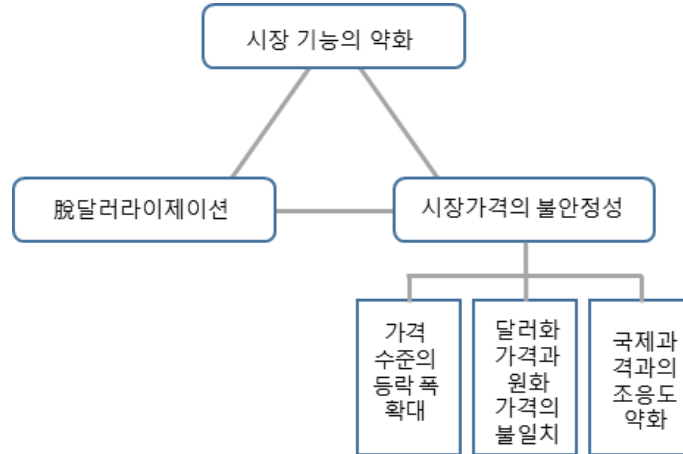 시장 기능의 약화
脫달러라이제이션
시장가격의 불안정성
가격
수준의
등락 폭
확대
달러화
가격과
원화
가격의
불일치
국제과
격과의
조응도
약화